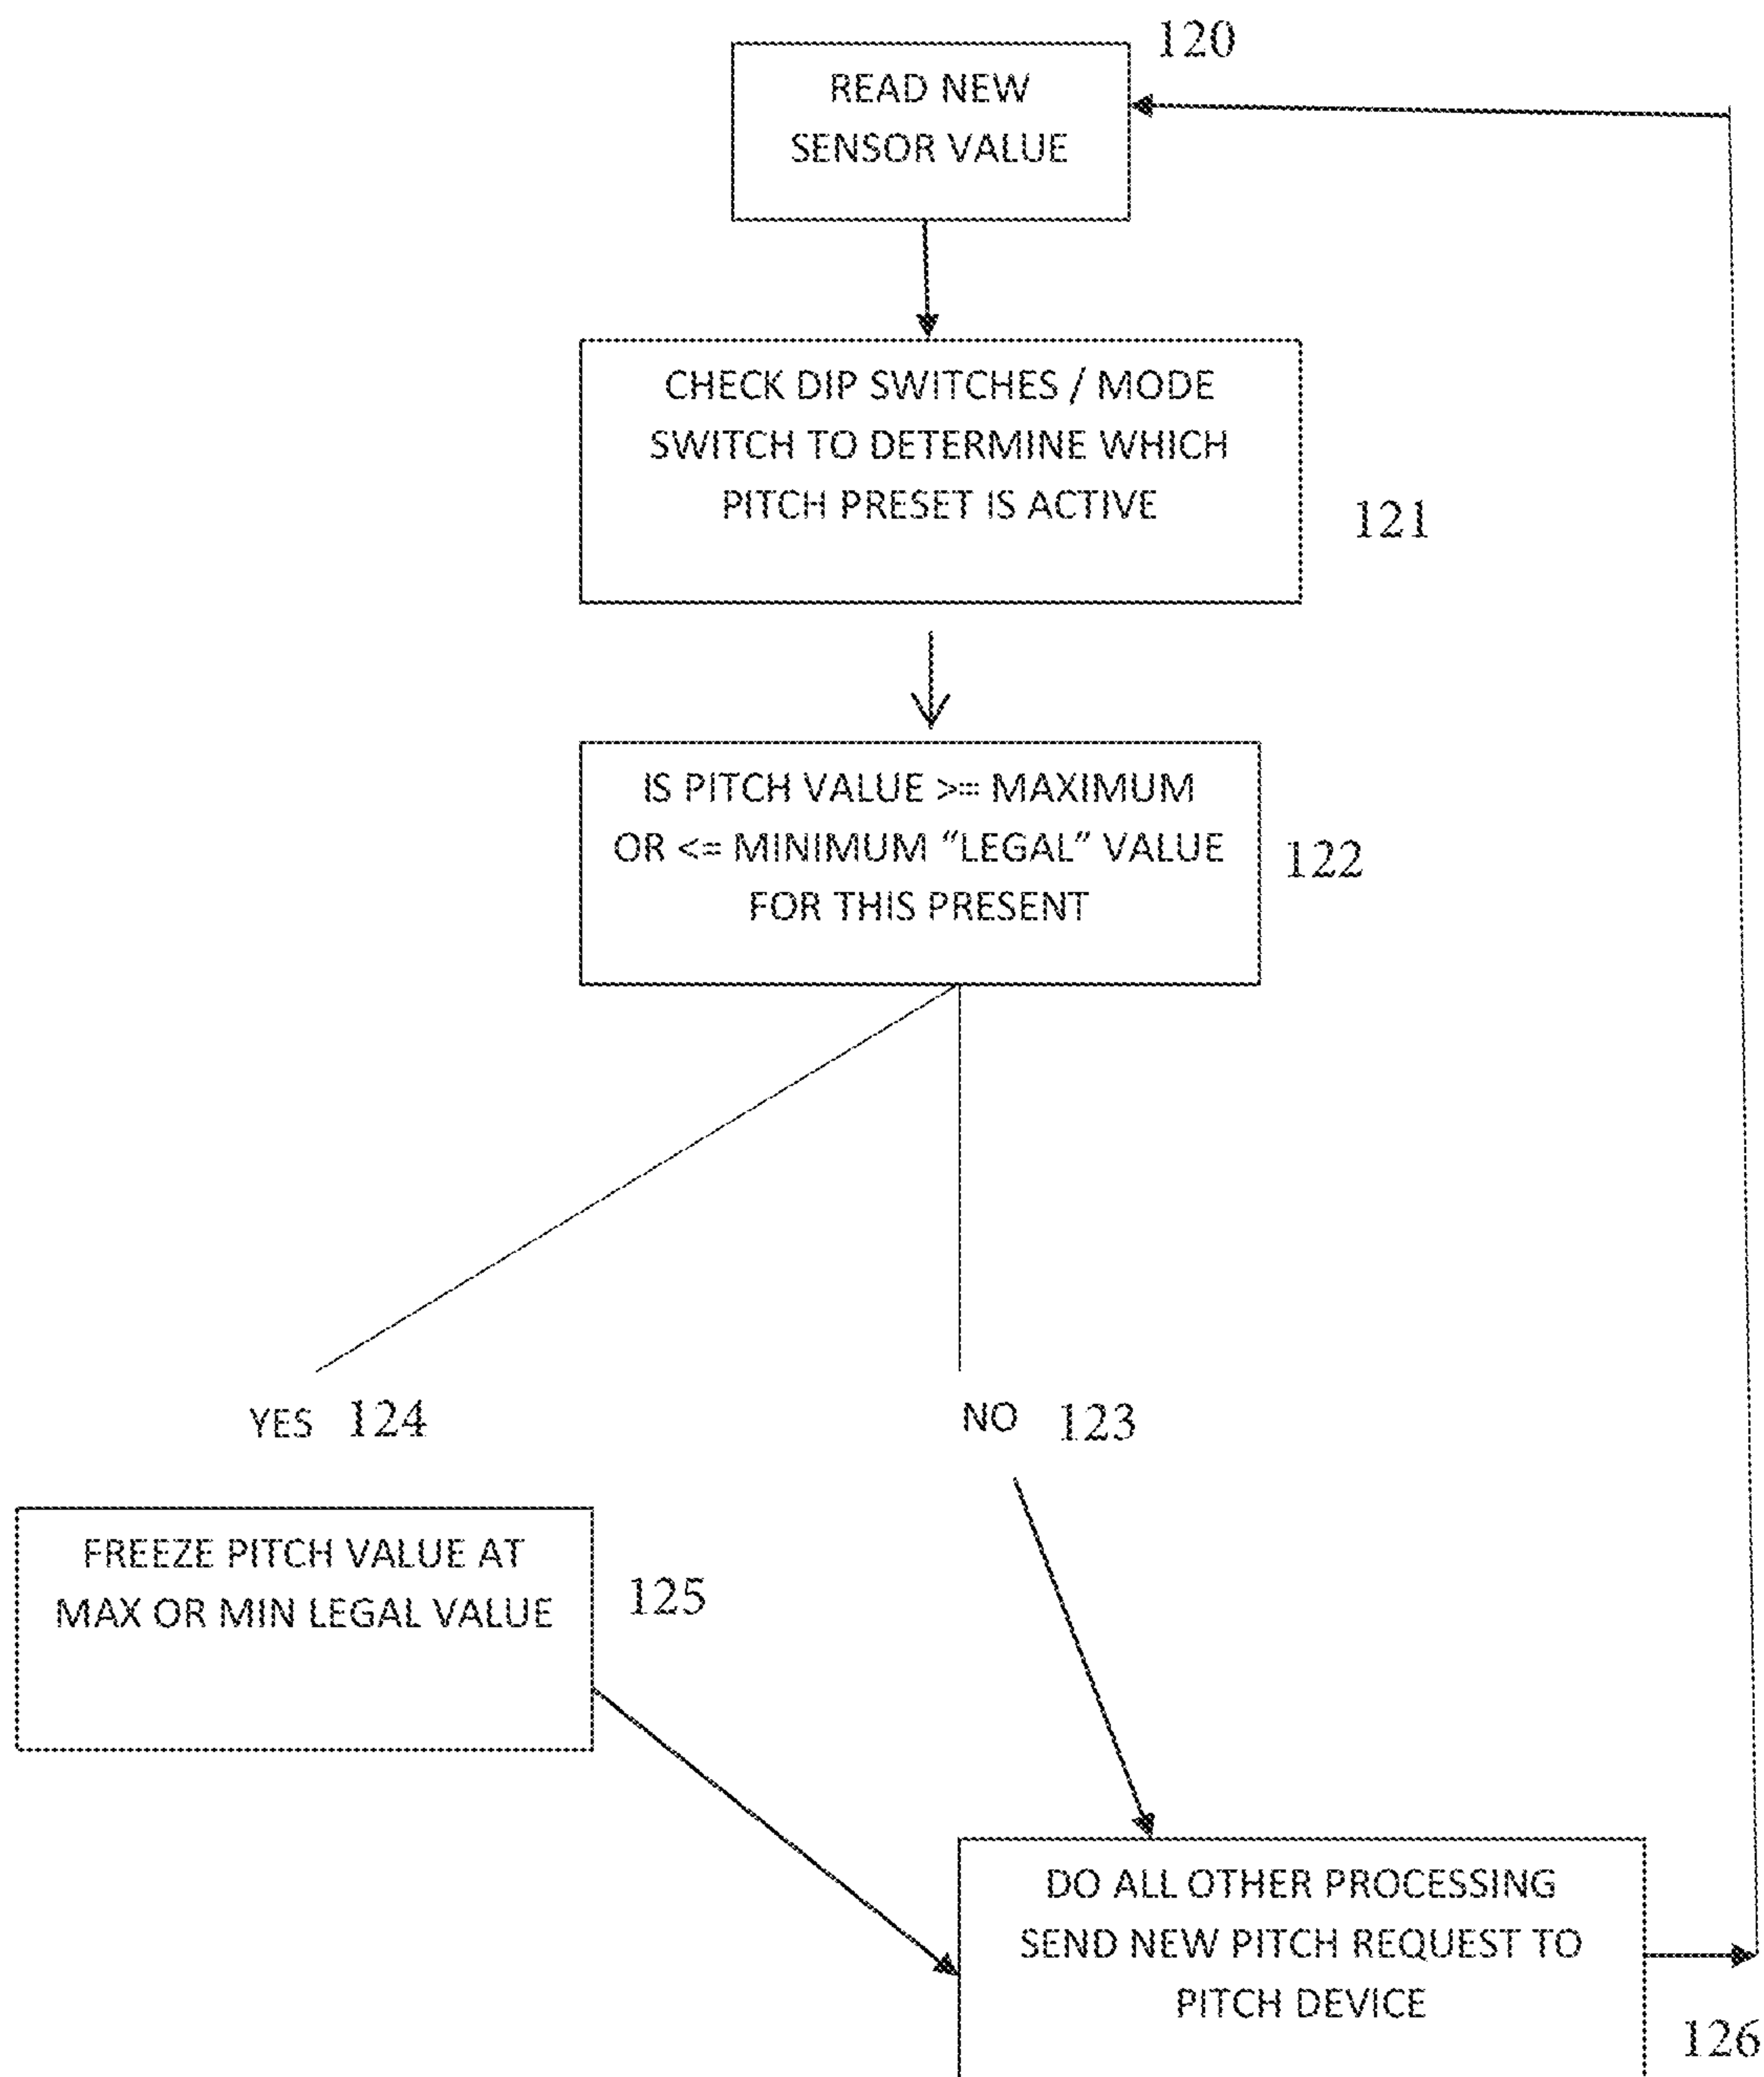 120
READ NEW
SENSOR VALUE
CHECK DIP SWITCHES / MODE
SWITCH TO DETERMINE WHICH
PITCH PRESET IS ACTIVE
121
IS PITCH VALUE >= MAXIMUM
OR <= MINIMUM “LEGAL” VALUE
FOR THIS PRESENT
122
YES 124
NO 123
FREEZE PITCH VALUE AT
MAX OR MIN LEGAL VALUE
125
DO ALL OTHER PROCESSING
SEND NEW PITCH REQUEST TO
PITCH DEVICE
126